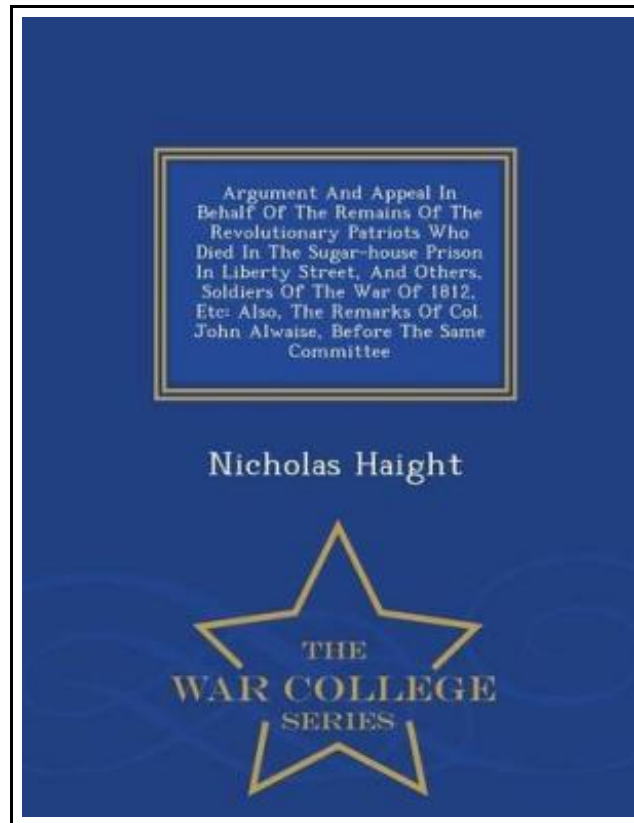 Argument And Appeal In
Behalf Of The Remains Of The
Revolutionary Patriots Who
Died In The Sugar-house Prison
In Liberty Street, And Others,
Soldiers Of The War Of 1812,
Etc: Also, The Remarks Of Col.
John Alwaise, Before The Same
Committee
Nicholas Haight
THE
WAR COLLEGE
SERIES